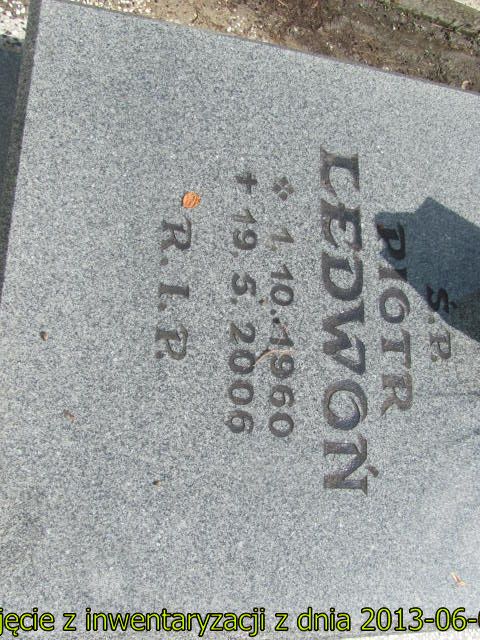 Ś.P.
PIOTR
LEDWOŃ
❖ 1. 10. 1960
✝ 19. 5. 2006
R. I. P.
jęcie z inwentaryzacji z dnia 2013-06-0